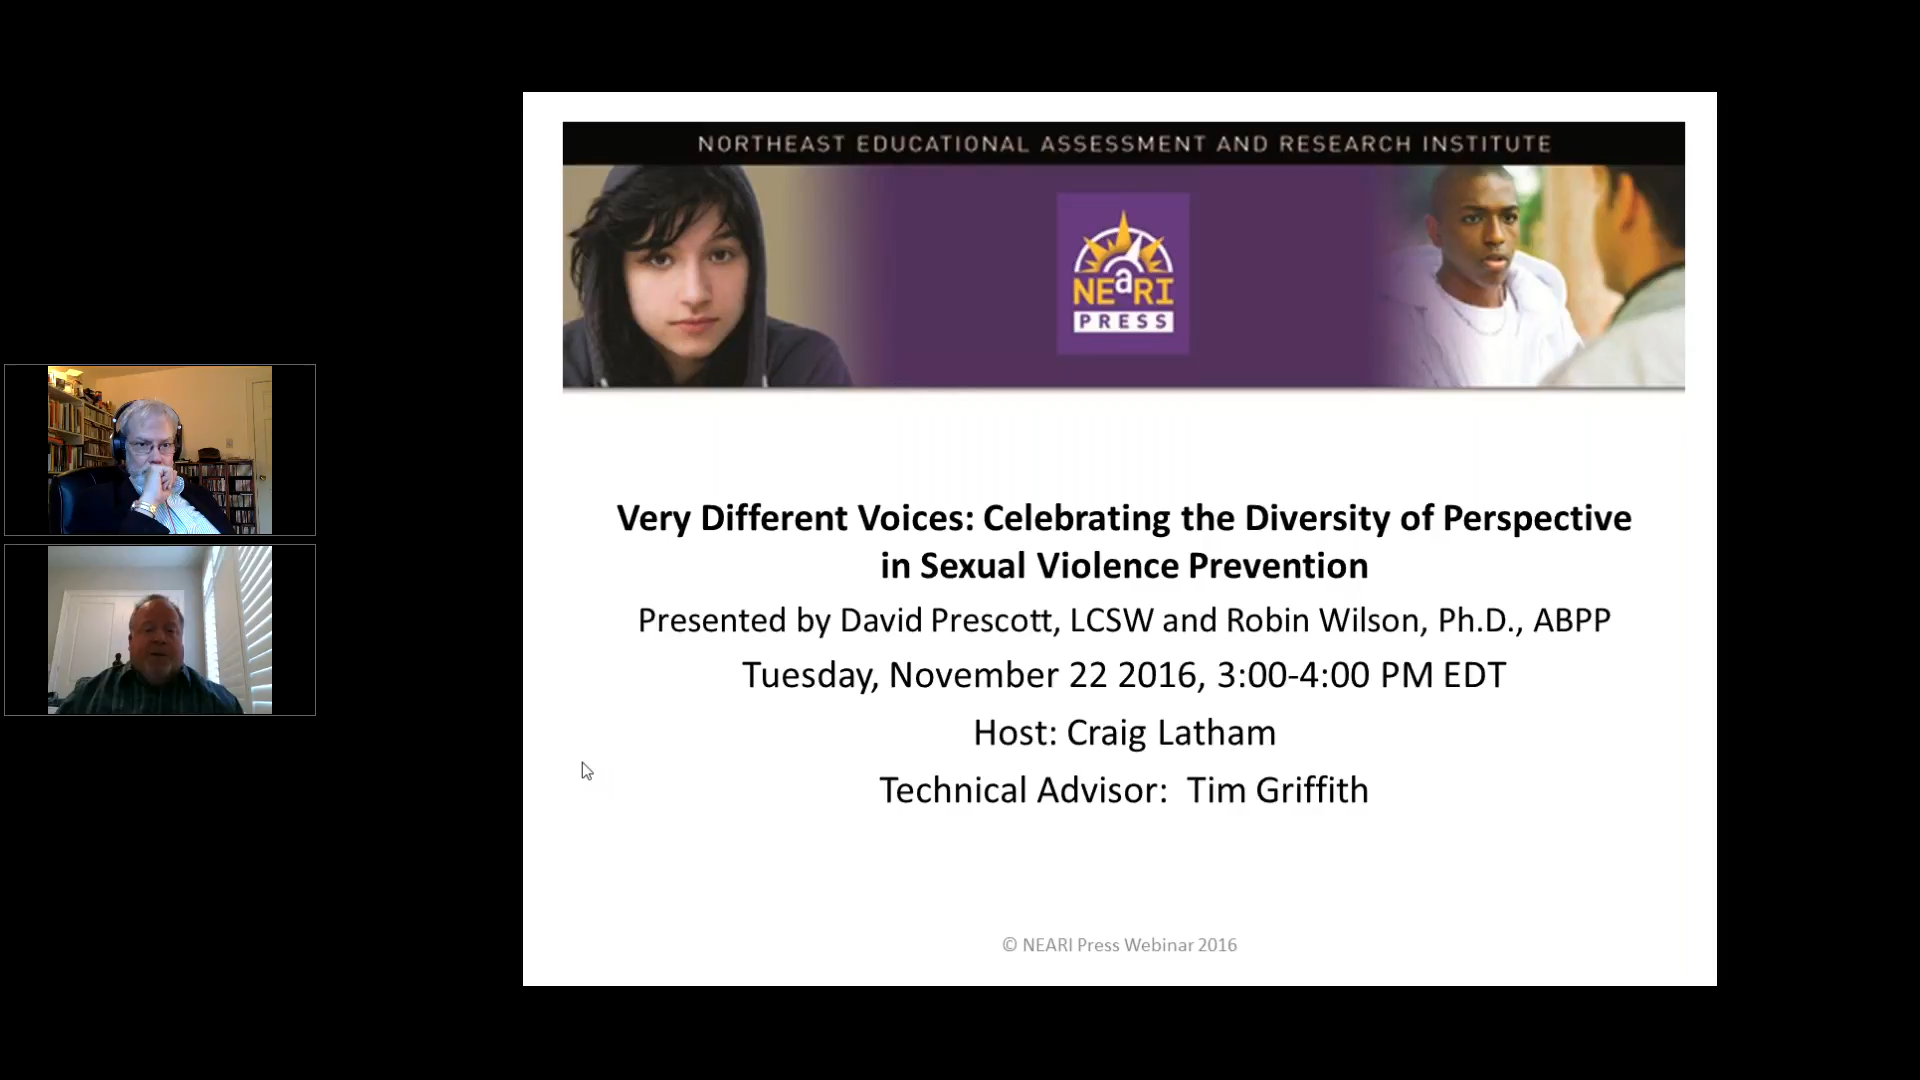 NORTHEAST EDUCATIONAL ASSESSMENT AND RESEARCH INSTITUTE
NEaRI
PRESS
Very Different Voices: Celebrating the Diversity of Perspective
in Sexual Violence Prevention
Presented by David Prescott, LCSW and Robin Wilson, Ph.D., ABPP
Tuesday, November 22 2016, 3:00-4:00 PM EDT
Host: Craig Latham
Technical Advisor:  Tim Griffith
© NEARI Press Webinar 2016